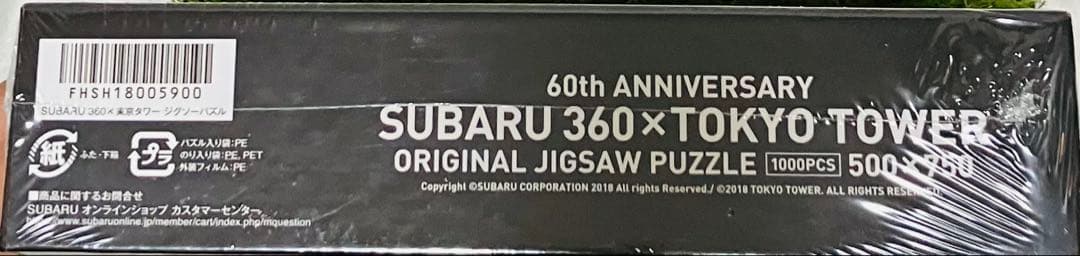 FHSH18005900
SUBARU 360×東京タワー ジグソーパズル
紙
ふた・下箱
プラ
パズル入り袋:PE
のり入り袋:PE, PET
外装フィルム:PE
■商品に関するお問合せ
SUBARU オンラインショップ カスタマーセンター
http://www.subaruonline.jp/member/cart/index.php/mquestion
60th ANNIVERSARY
SUBARU 360×TOKYO TOWER
ORIGINAL JIGSAW PUZZLE 1000PCS 500×750
Copyright ©SUBARU CORPORATION 2018 All rights Reserved./ ©2018 TOKYO TOWER. ALL RIGHTS RESERVED.